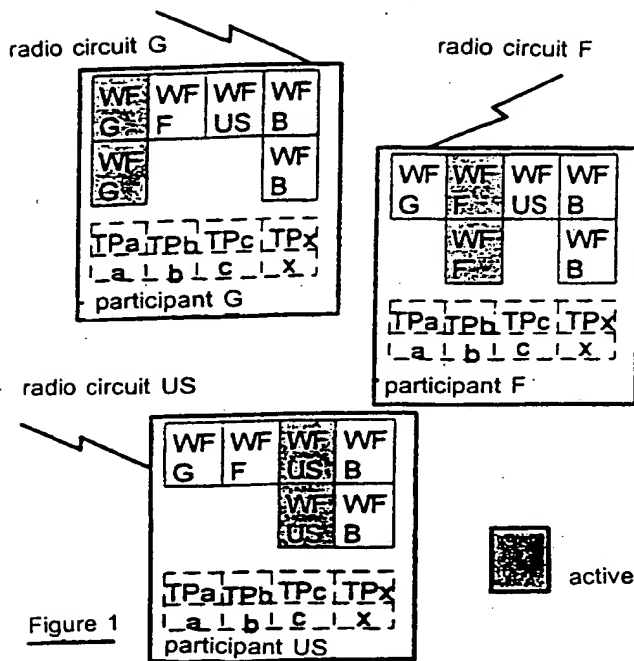 radio circuit G
WF G WF F WF US WF B
WF G WF B
TPa TPb TPc TPx
a b c x
participant G
radio circuit F
WF G WF F WF US WF B
WF F WF B
TPa TPb TPc TPx
a b c x
participant F
radio circuit US
WF G WF F WF US WF B
WF US WF B
TPa TPb TPc TPx
a b c x
participant US
active
Figure 1